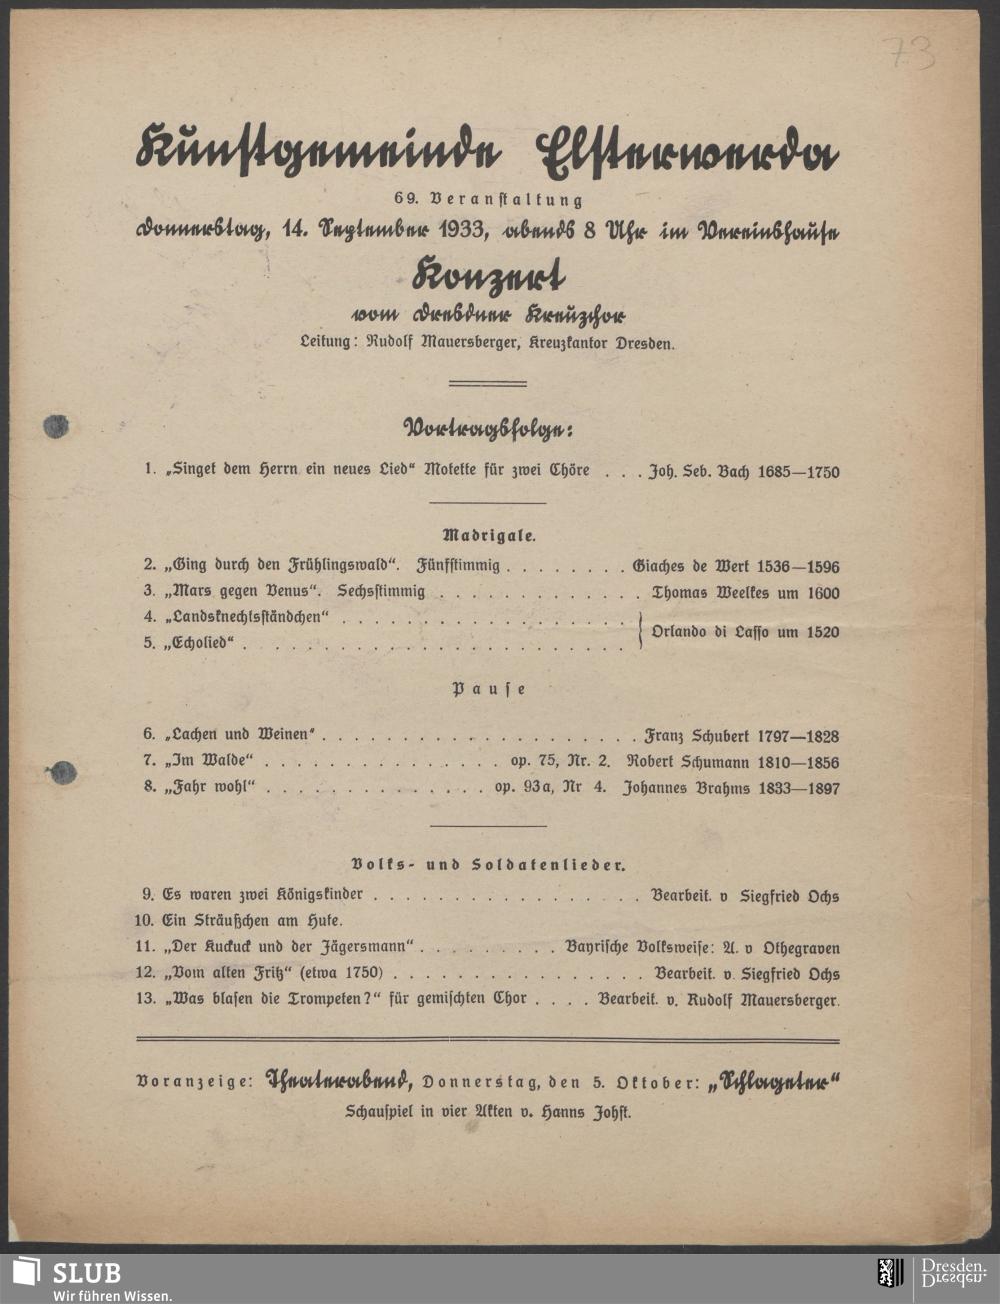 73
Kunstgemeinde Elsterwerda
69. Veranstaltung
Donnerstag, 14. September 1933, abends 8 Uhr im Vereinshause
Konzert
vom Dresdner Kreuzchor
Leitung: Rudolf Mauersberger, Kreuzkantor Dresden.
Vortragsfolge:
1. „Singet dem Herrn ein neues Lied“ Motette für zwei Chöre . . . Joh. Seb. Bach 1685—1750
Madrigale.
2. „Ging durch den Frühlingswald“. Fünfstimmig . . . . . . . . Giaches de Wert 1536—1596
3. „Mars gegen Venus“. Sechsstimmig . . . . . . . . . . . . . Thomas Weelkes um 1600
4. „Landsknechtsständchen“ . . . . . . . . . . . . . . . . . .
5. „Echolied“ . . . . . . . . . . . . . . . . . . . . . . } Orlando di Lasso um 1520
Pause
6. „Lachen und Weinen“ . . . . . . . . . . . . . . . . . . . Franz Schubert 1797—1828
7. „Im Walde“ . . . . . . . . . . . . . . . op. 75, Nr. 2. Robert Schumann 1810—1856
8. „Fahr wohl“ . . . . . . . . . . . . . . op. 93a, Nr 4. Johannes Brahms 1833—1897
Volks- und Soldatenlieder.
9. Es waren zwei Königskinder . . . . . . . . . . . . . . . . . Bearbeit. v Siegfried Ochs
10. Ein Sträußchen am Hute.
11. „Der Kuckuck und der Jägersmann“ . . . . . . . . . Bayrische Volksweise: A. v Othegraven
12. „Vom alten Fritz“ (etwa 1750) . . . . . . . . . . . . . . . . Bearbeit. v. Siegfried Ochs
13. „Was blasen die Trompeten?“ für gemischten Chor . . . . Bearbeit. v. Rudolf Mauersberger.
Voranzeige: Theaterabend, Donnerstag, den 5. Oktober: „Schlageter“
Schauspiel in vier Akten v. Hanns Johst.
SLUB
Wir führen Wissen.
Dresden.
Dresden.